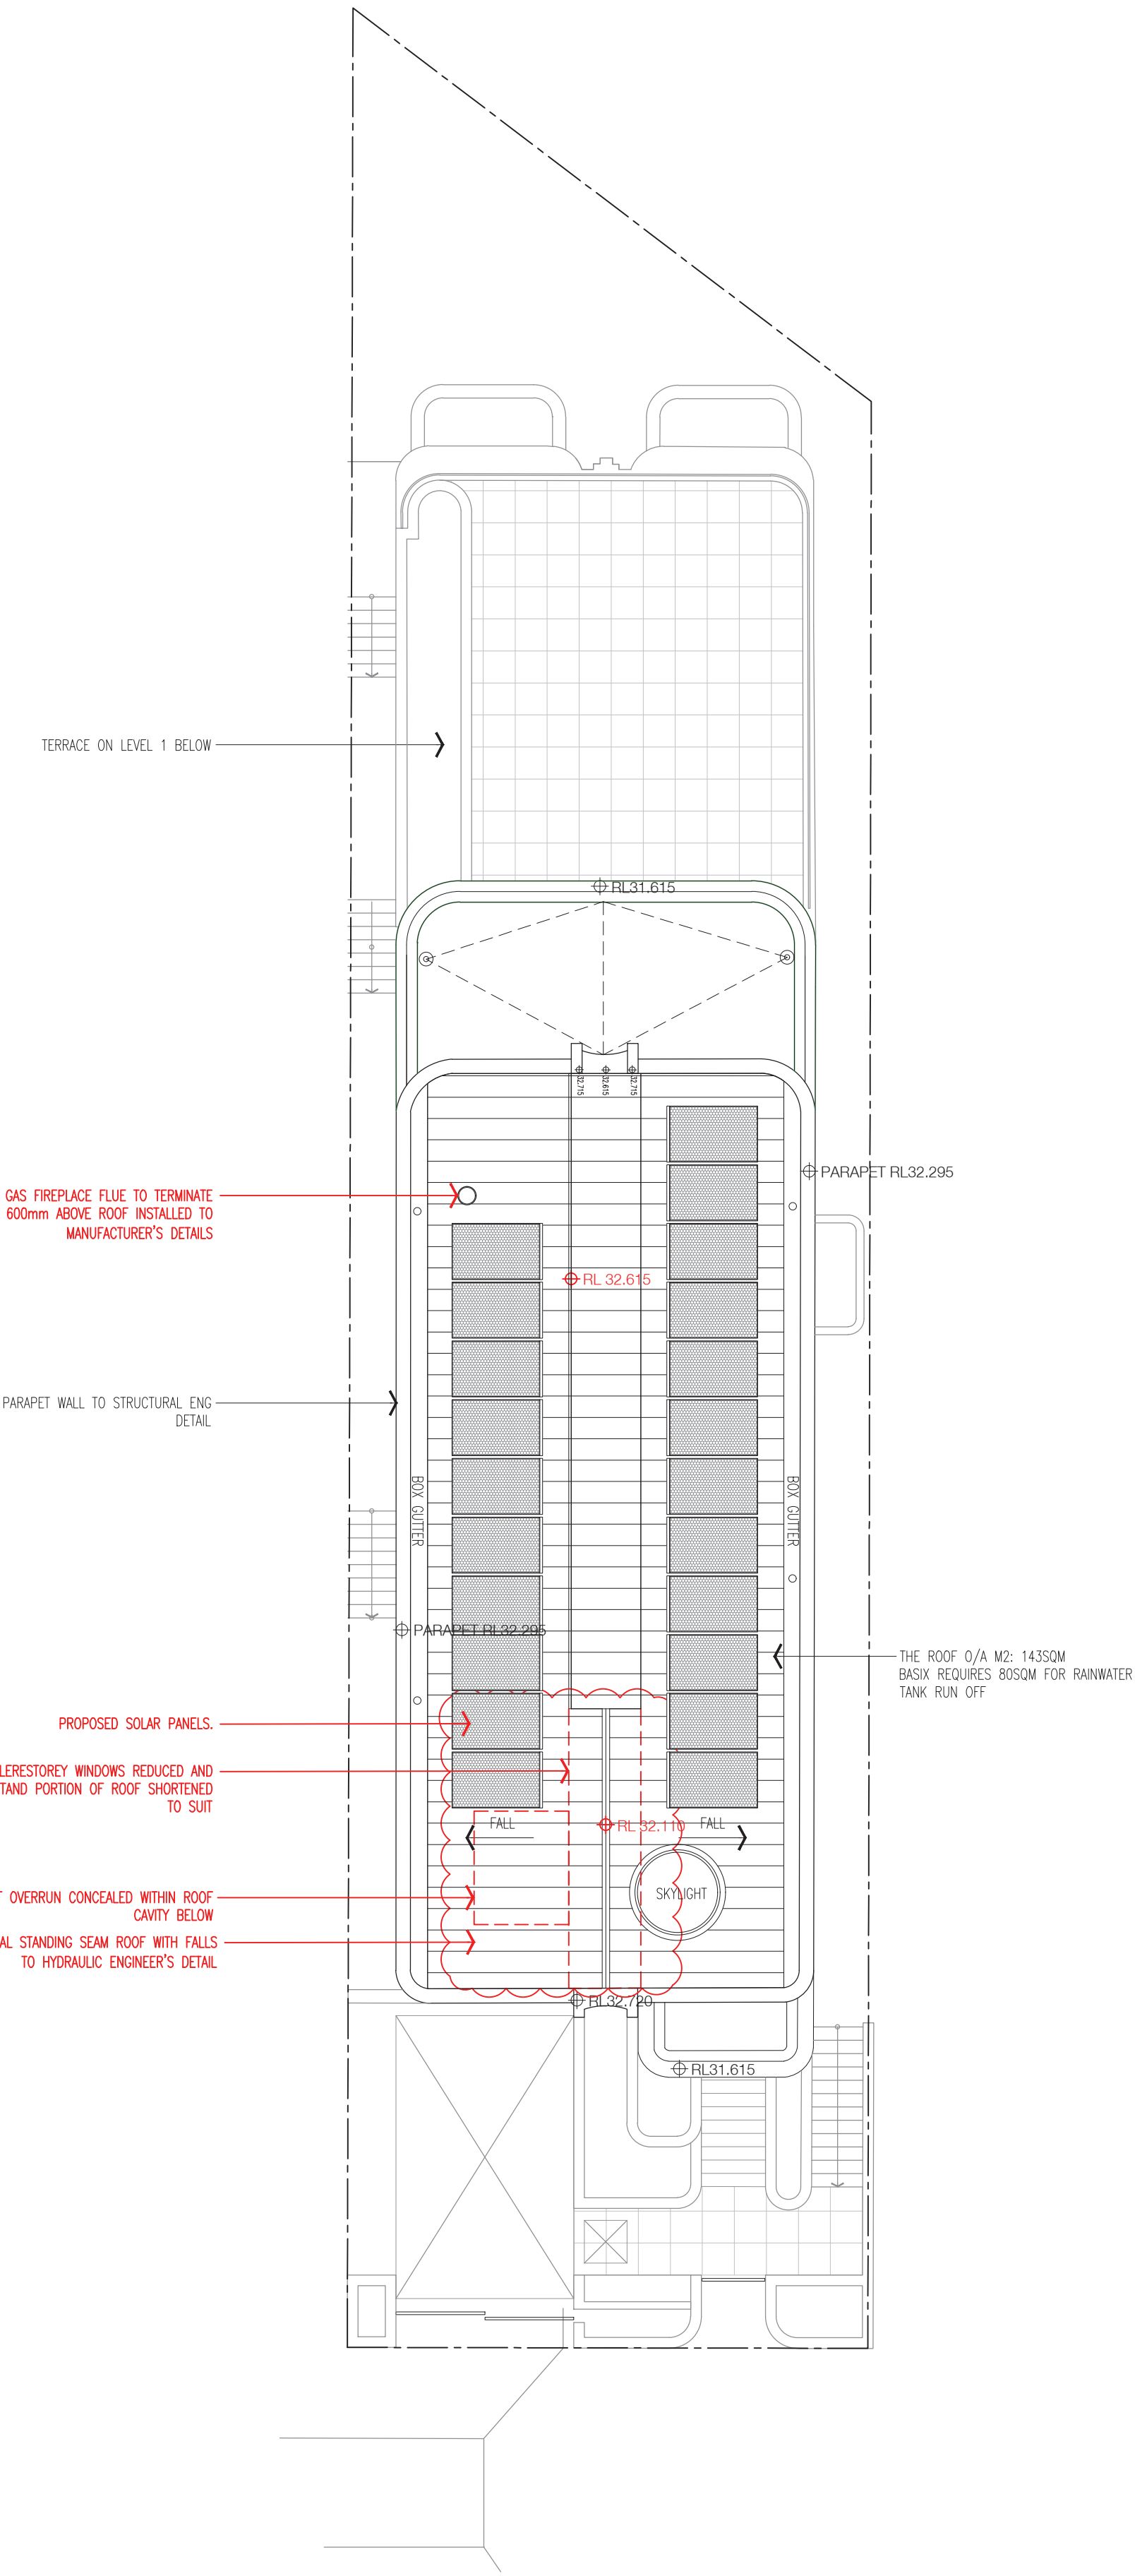 TERRACE ON LEVEL 1 BELOW
RL31.615
32.715
32.615
32.715
PARAPET RL32.295
GAS FIREPLACE FLUE TO TERMINATE
600mm ABOVE ROOF INSTALLED TO
MANUFACTURER'S DETAILS
RL 32.615
PARAPET WALL TO STRUCTURAL ENG
DETAIL
BOX GUTTER
BOX GUTTER
PARAPET RL32.295
THE ROOF O/A M2: 143SQM
BASIX REQUIRES 80SQM FOR RAINWATER
TANK RUN OFF
PROPOSED SOLAR PANELS.
WINDOWS REDUCED AND
PORTION OF ROOF SHORTENED
TO SUIT
FALL
RL 32.110
FALL
SKYLIGHT
OVERRUN CONCEALED WITHIN ROOF
CAVITY BELOW
STANDING SEAM ROOF WITH FALLS
TO HYDRAULIC ENGINEER'S DETAIL
RL32.720
RL31.615